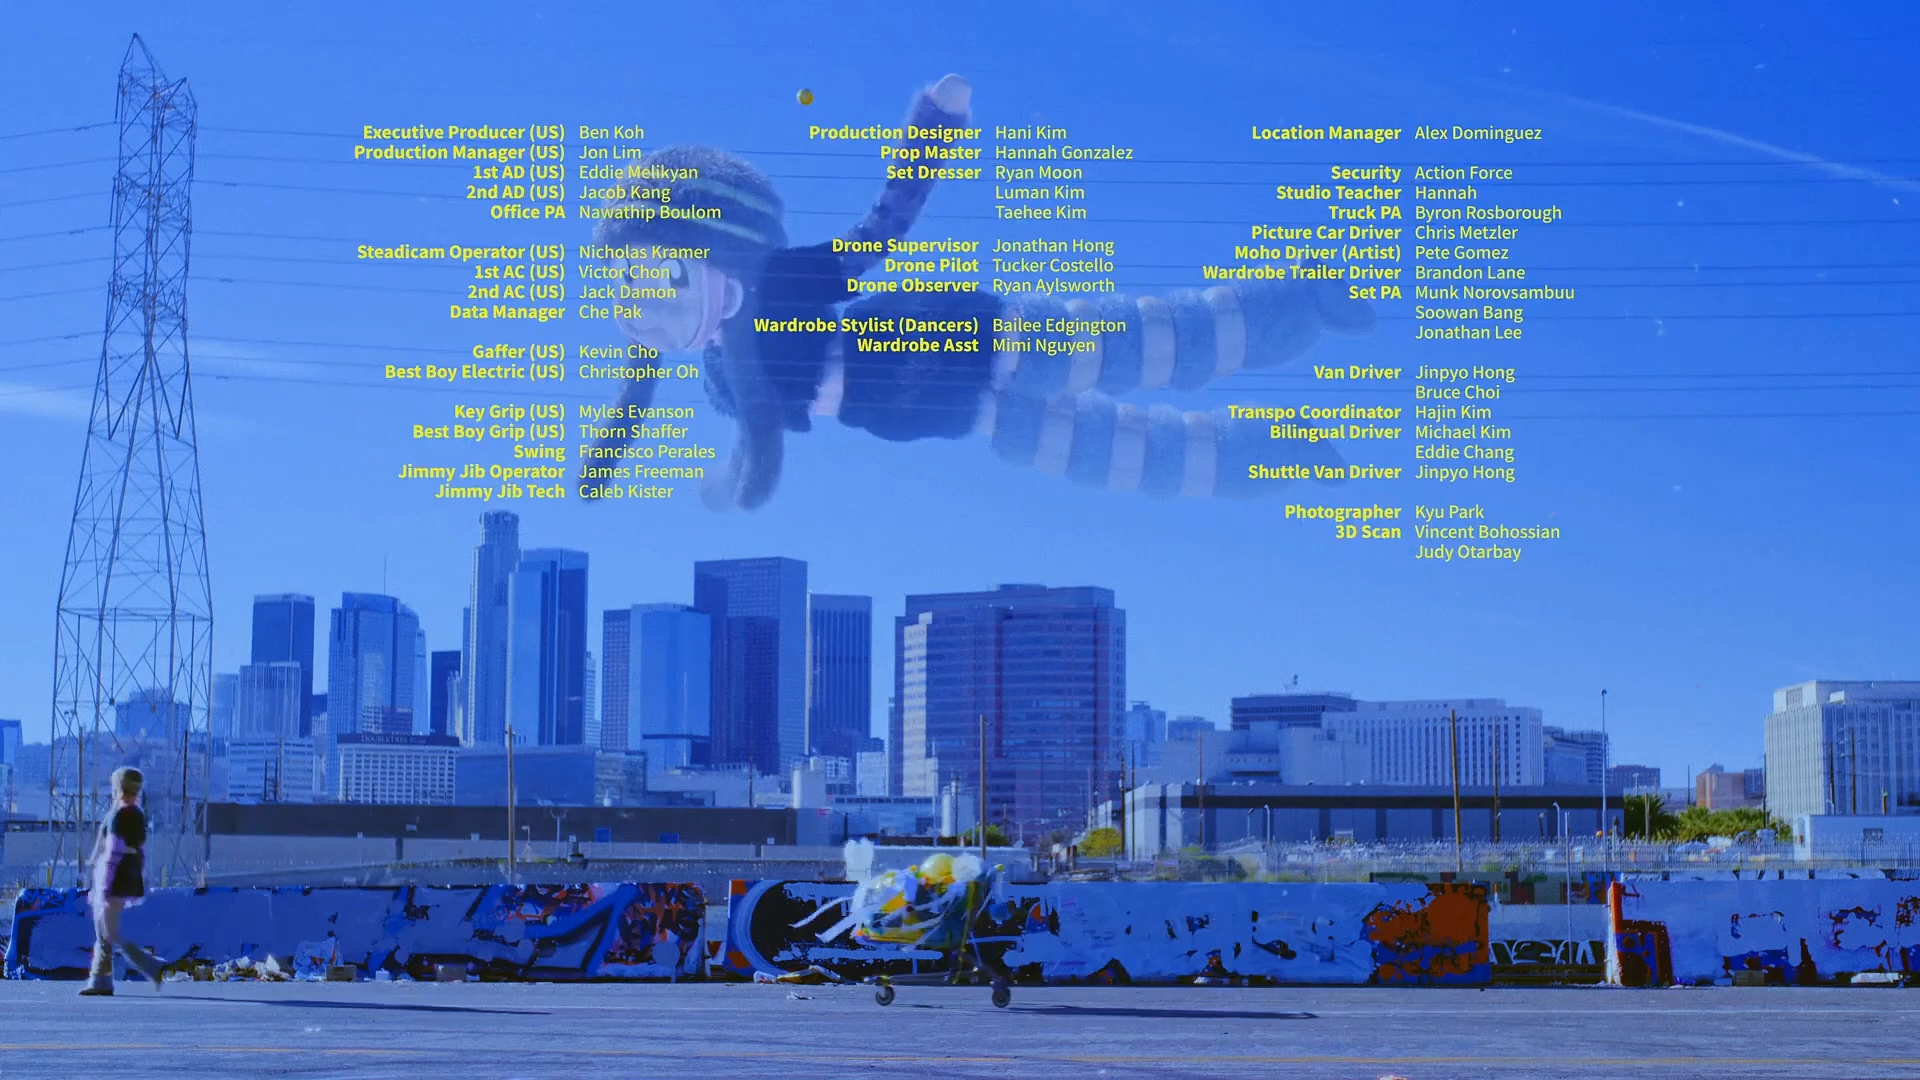 Executive Producer (US) Ben Koh
Production Manager (US) Jon Lim
1st AD (US) Eddie Melikyan
2nd AD (US) Jacob Kang
Office PA Nawathip Boulom
Steadicam Operator (US) Nicholas Kramer
1st AC (US) Victor Chon
2nd AC (US) Jack Damon
Data Manager Che Pak
Gaffer (US) Kevin Cho
Best Boy Electric (US) Christopher Oh
Key Grip (US) Myles Evanson
Best Boy Grip (US) Thorn Shaffer
Swing Francisco Perales
Jimmy Jib Operator James Freeman
Jimmy Jib Tech Caleb Kister
Production Designer Hani Kim
Prop Master Hannah Gonzalez
Set Dresser Ryan Moon
Luman Kim
Taehee Kim
Drone Supervisor Jonathan Hong
Drone Pilot Tucker Costello
Drone Observer Ryan Aylsworth
Wardrobe Stylist (Dancers) Bailee Edgington
Wardrobe Asst Mimi Nguyen
Location Manager Alex Dominguez
Security Action Force
Studio Teacher Hannah
Truck PA Byron Rosborough
Picture Car Driver Chris Metzler
Moho Driver (Artist) Pete Gomez
Wardrobe Trailer Driver Brandon Lane
Set PA Munk Norovsambuu
Soowan Bang
Jonathan Lee
Van Driver Jinpyo Hong
Bruce Choi
Transpo Coordinator Hajin Kim
Bilingual Driver Michael Kim
Eddie Chang
Shuttle Van Driver Jinpyo Hong
Photographer Kyu Park
3D Scan Vincent Bohossian
Judy Otarbay